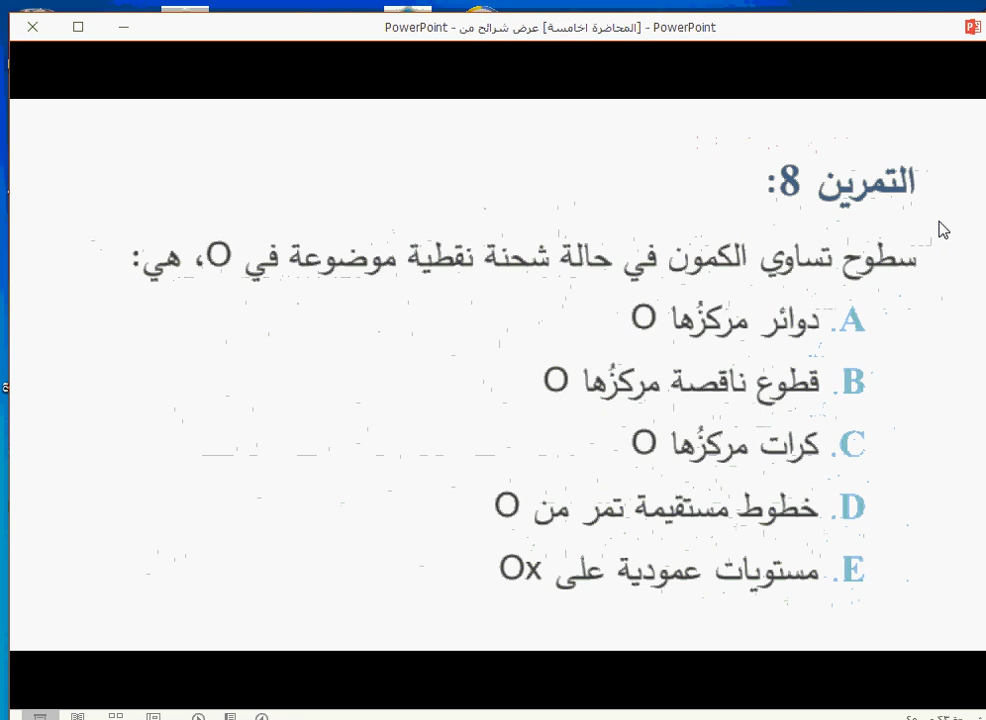 PowerPoint - [المحاضرة اخامسة] عرض شرائح من - PowerPoint
التمرين 8:
سطوح تساوي الكمون في حالة شحنة نقطية موضوعة في O، هي:
A. دوائر مركزُها O
B. قطوع ناقصة مركزُها O
C. كرات مركزُها O
D. خطوط مستقيمة تمر من O
E. مستويات عمودية على Ox